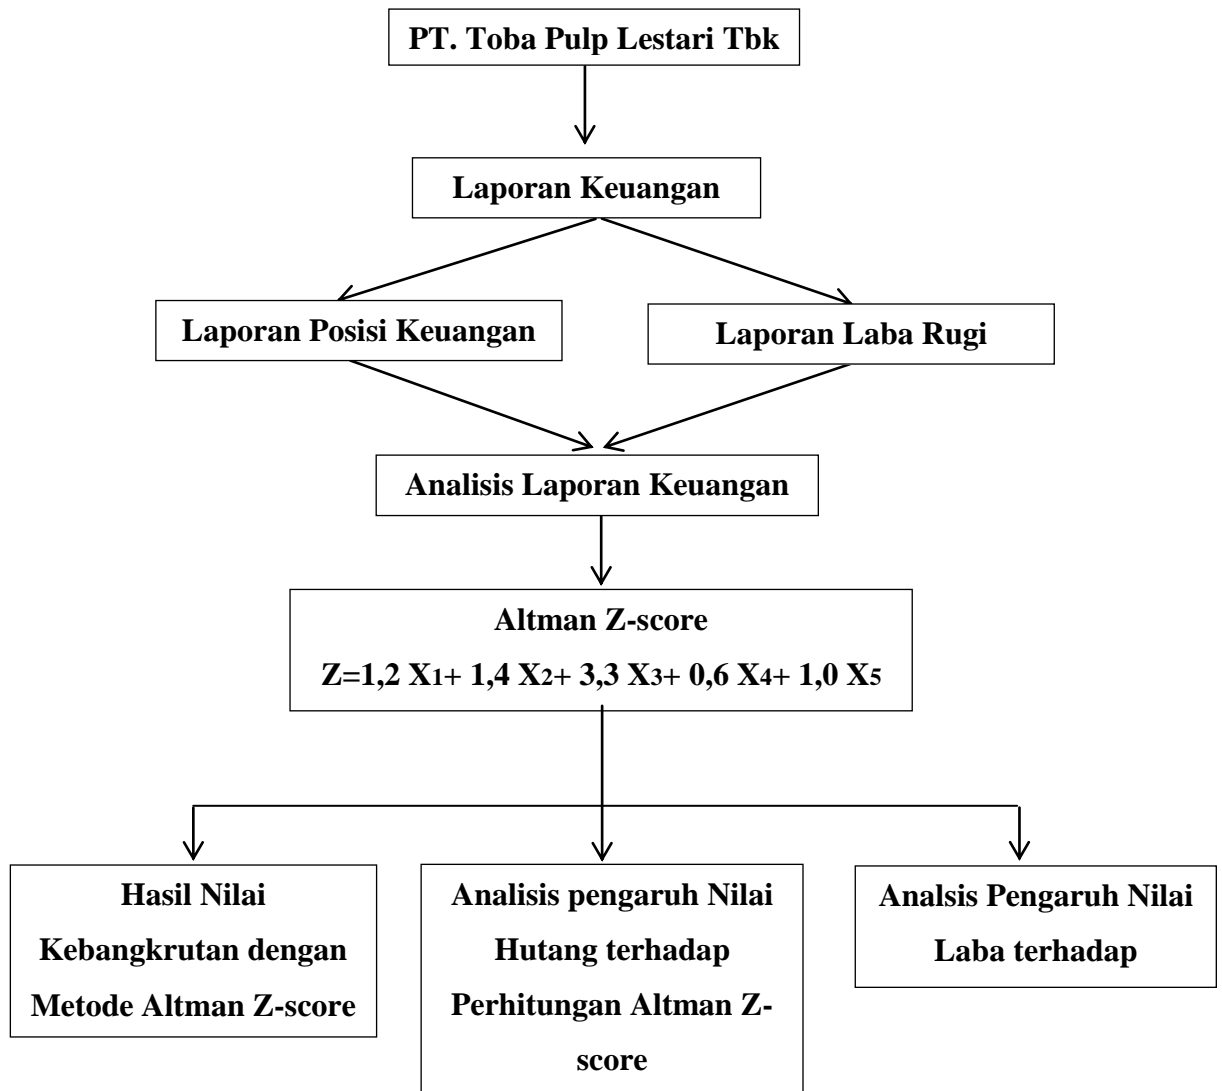 PT. Toba Pulp Lestari Tbk
Laporan Keuangan
Laporan Posisi Keuangan
Laporan Laba Rugi
Analisis Laporan Keuangan
Altman Z-score
Z=1,2 X1+ 1,4 X2+ 3,3 X3+ 0,6 X4+ 1,0 X5
Hasil Nilai
Kebangkrutan dengan
Metode Altman Z-score
Analisis pengaruh Nilai
Hutang terhadap
Perhitungan Altman Z-
score
Analsis Pengaruh Nilai
Laba terhadap